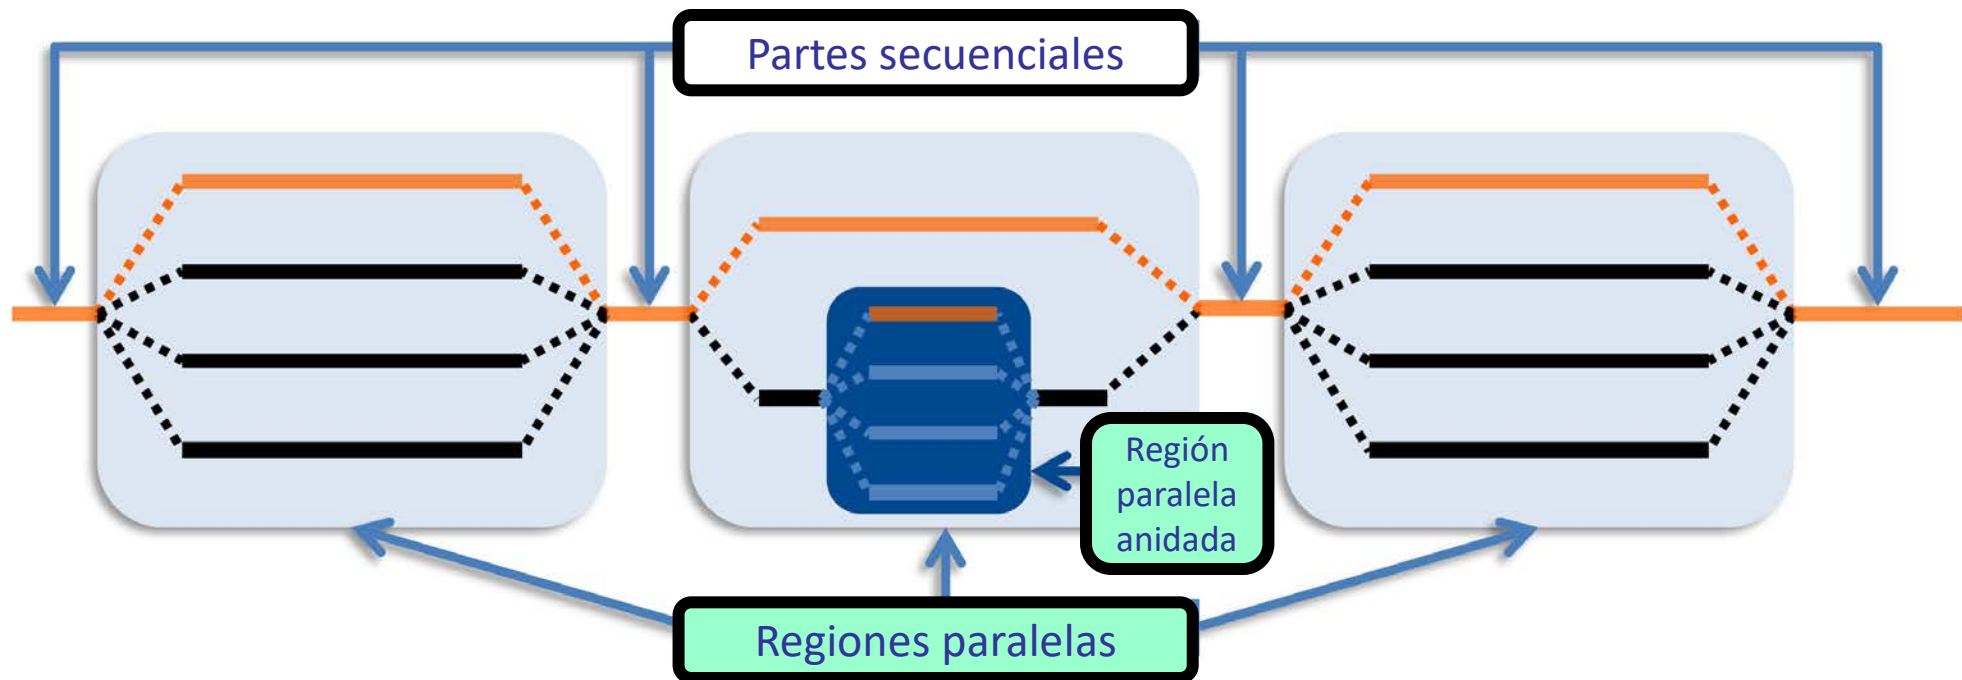 Partes secuenciales
Región
paralela
anidada
Regiones paralelas